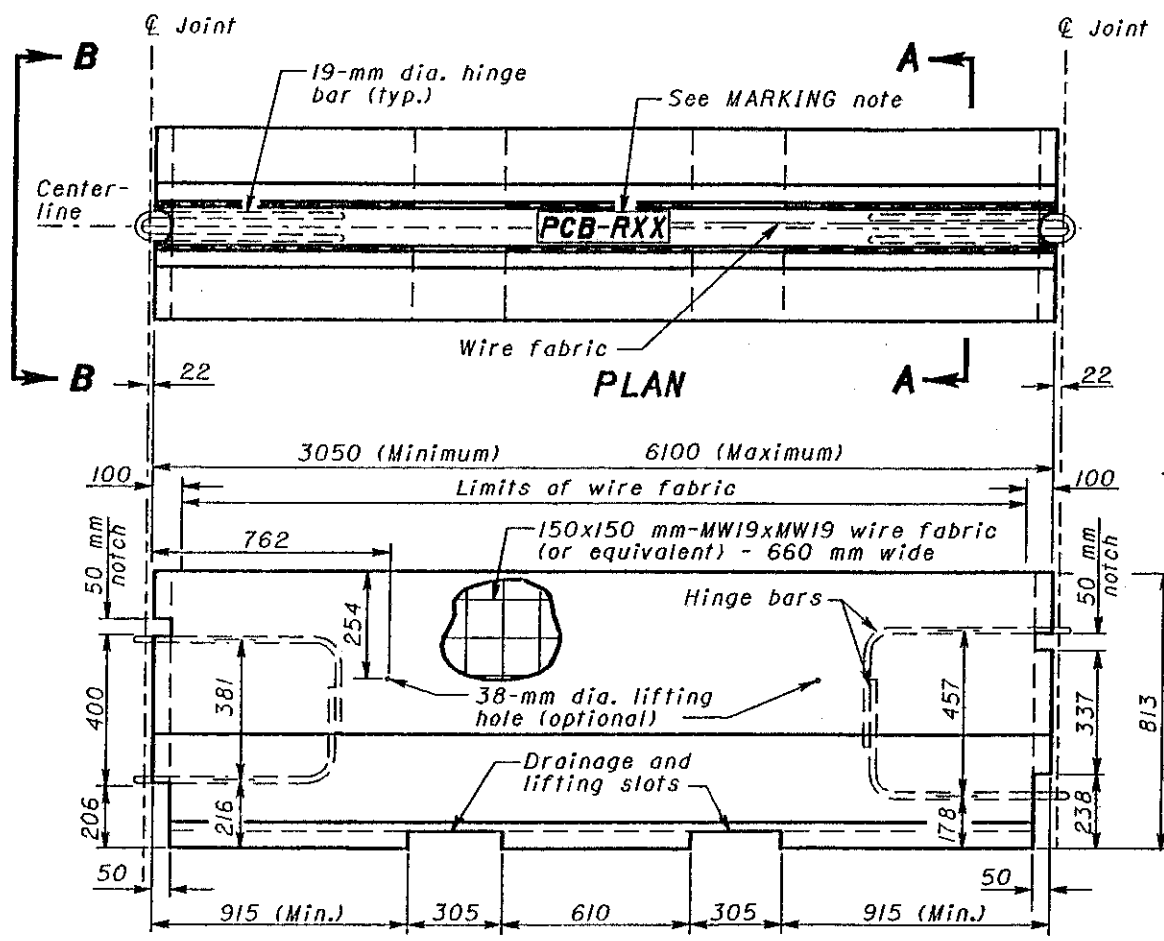 ℄ Joint
℄ Joint
B
A
19-mm dia. hinge
bar (typ.)
See MARKING note
Center-
line
PCB-RXX
Wire fabric
B
22
PLAN
A
22
3050 (Minimum)
6100 (Maximum)
100
Limits of wire fabric
100
762
150x150 mm-MW19xMW19 wire fabric
(or equivalent) - 660 mm wide
50 mm
notch
50 mm
notch
254
Hinge bars
400
381
38-mm dia. lifting
hole (optional)
457
337
813
Drainage and
lifting slots
206
216
178
238
50
50
915 (Min.)
305
610
305
915 (Min.)